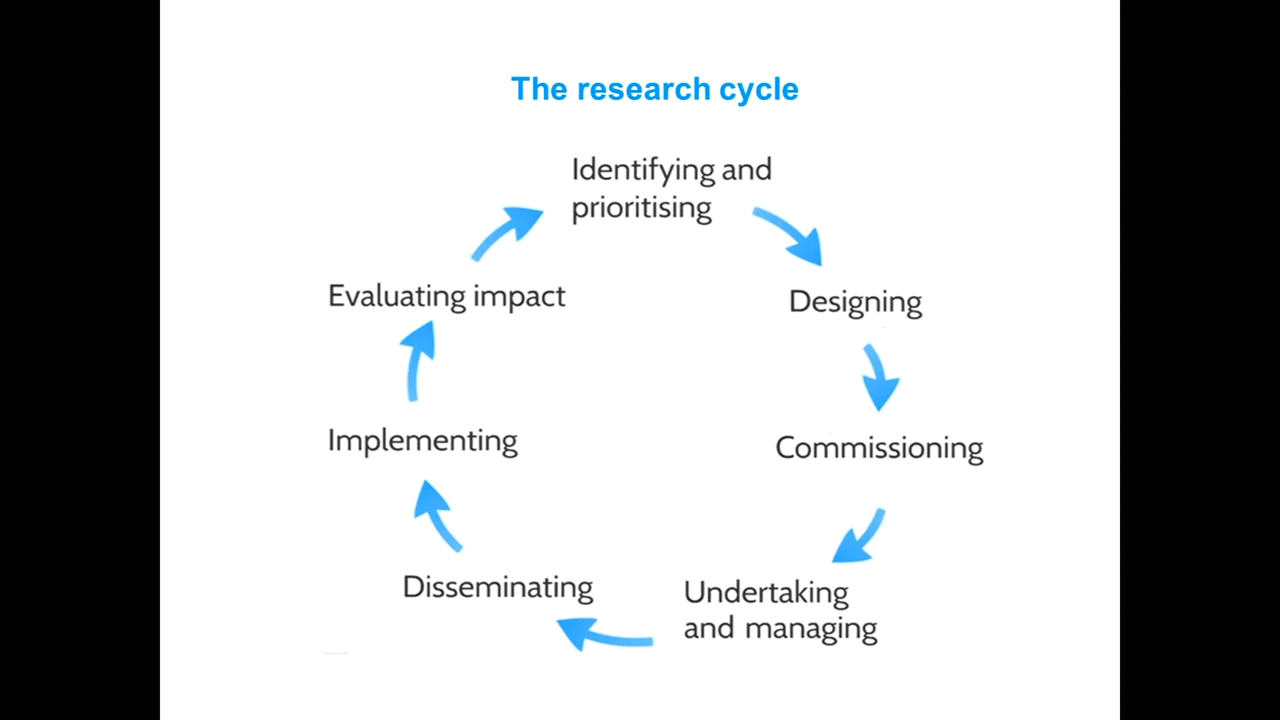 The research cycle
Identifying and
prioritising
Designing
Commissioning
Undertaking
and managing
Disseminating
Implementing
Evaluating impact